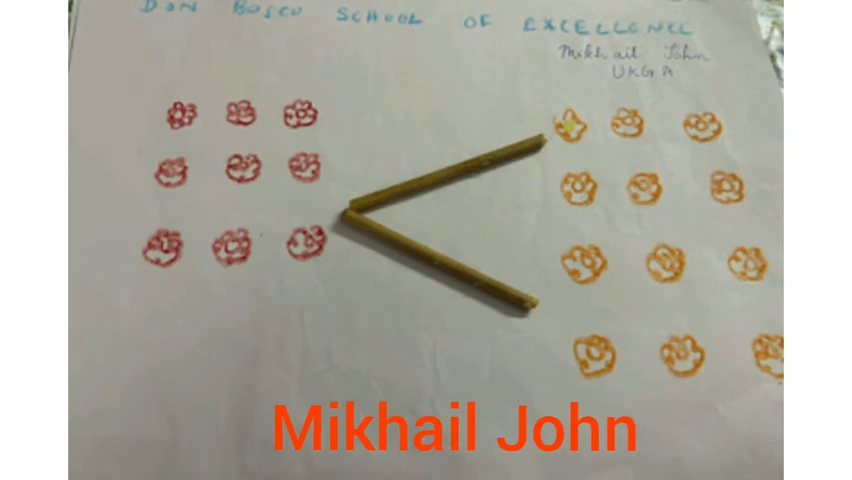 DON BOSCO SCHOOL OF EXCELLENCE
Mikhail John
UKG A
Mikhail John